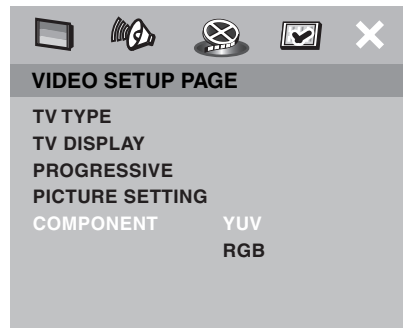 VIDEO SETUP PAGE
TV TYPE
TV DISPLAY
PROGRESSIVE
PICTURE SETTING
COMPONENT YUV
RGB